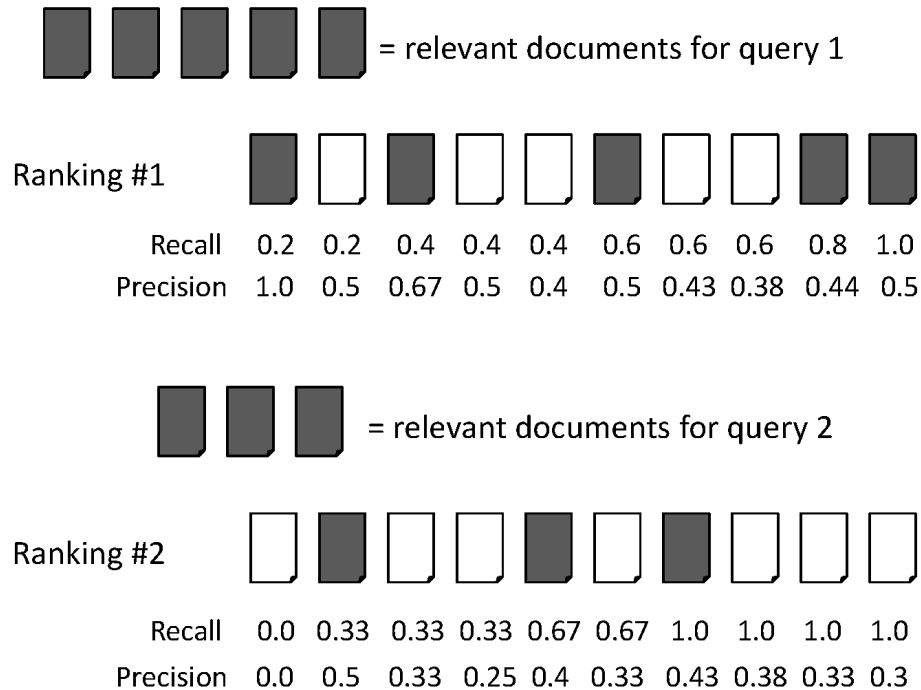 = relevant documents for query 1
Ranking #1
Recall 0.2 0.2 0.4 0.4 0.4 0.6 0.6 0.6 0.8 1.0
Precision 1.0 0.5 0.67 0.5 0.4 0.5 0.43 0.38 0.44 0.5
= relevant documents for query 2
Ranking #2
Recall 0.0 0.33 0.33 0.33 0.67 0.67 1.0 1.0 1.0 1.0
Precision 0.0 0.5 0.33 0.25 0.4 0.33 0.43 0.38 0.33 0.3